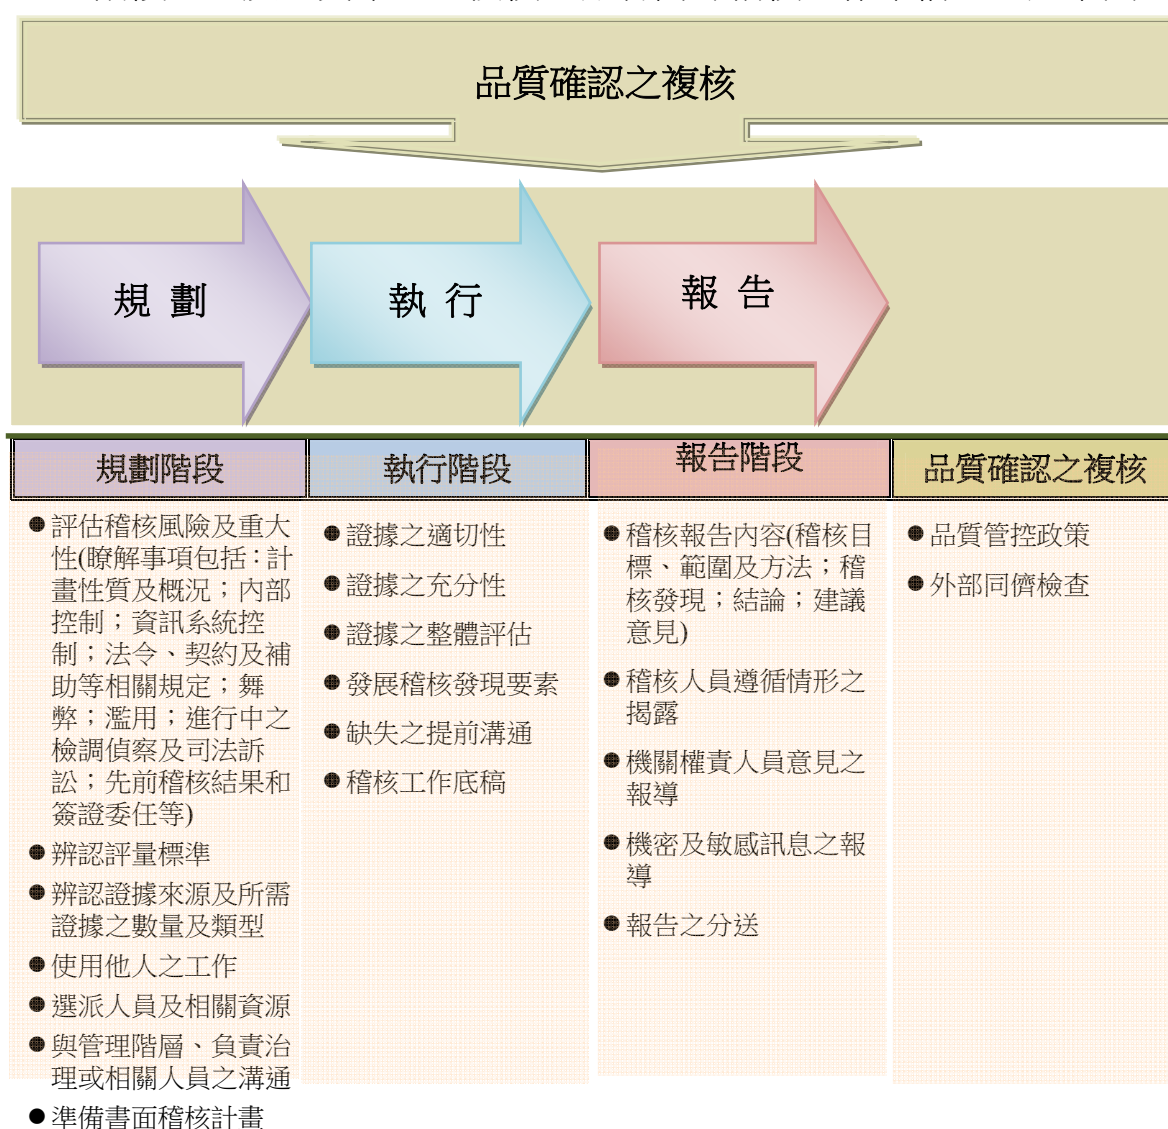 品質確認之複核
規 劃
執 行
報 告
規劃階段
執行階段
報告階段
品質確認之複核
●評估稽核風險及重大
性(瞭解事項包括：計
畫性質及概況；內部
控制；資訊系統控
制；法令、契約及補
助等相關規定；舞
弊；濫用；進行中之
檢調偵察及司法訴
訟；先前稽核結果和
簽證委任等)
●辨認評量標準
●辨認證據來源及所需
證據之數量及類型
●使用他人之工作
●選派人員及相關資源
●與管理階層、負責治
理或相關人員之溝通
●準備書面稽核計畫
●證據之適切性
●證據之充分性
●證據之整體評估
●發展稽核發現要素
●缺失之提前溝通
●稽核工作底稿
●稽核報告內容(稽核目
標、範圍及方法；稽
核發現；結論；建議
意見)
●稽核人員遵循情形之
揭露
●機關權責人員意見之
報導
●機密及敏感訊息之報
導
●報告之分送
●品質管控政策
●外部同儕檢查